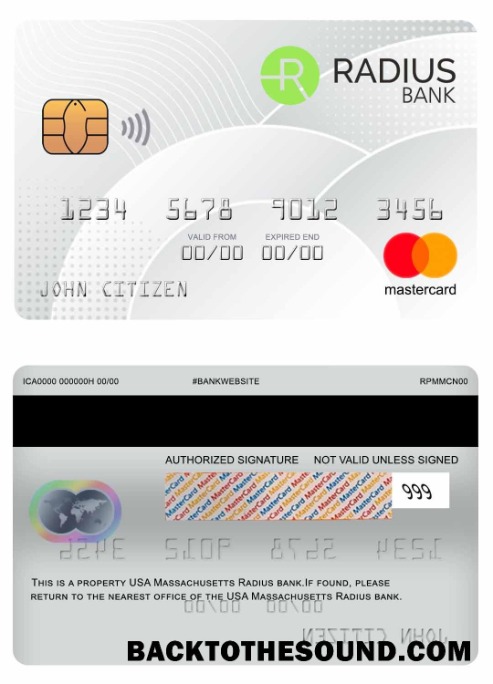 RADIUS
BANK
1234 5678 9012 3456
VALID FROM EXPIRED END
00/00 00/00
JOHN CITIZEN
mastercard
ICA0000 000000H 00/00 #BANKWEBSITE RPMMCN00
AUTHORIZED SIGNATURE NOT VALID UNLESS SIGNED
MasterCard MasterCard MasterCard
999
THIS IS A PROPERTY USA MASSACHUSETTS RADIUS BANK.IF FOUND, PLEASE
RETURN TO THE NEAREST OFFICE OF THE USA MASSACHUSETTS RADIUS BANK.
BACKTOTHESOUND.COM